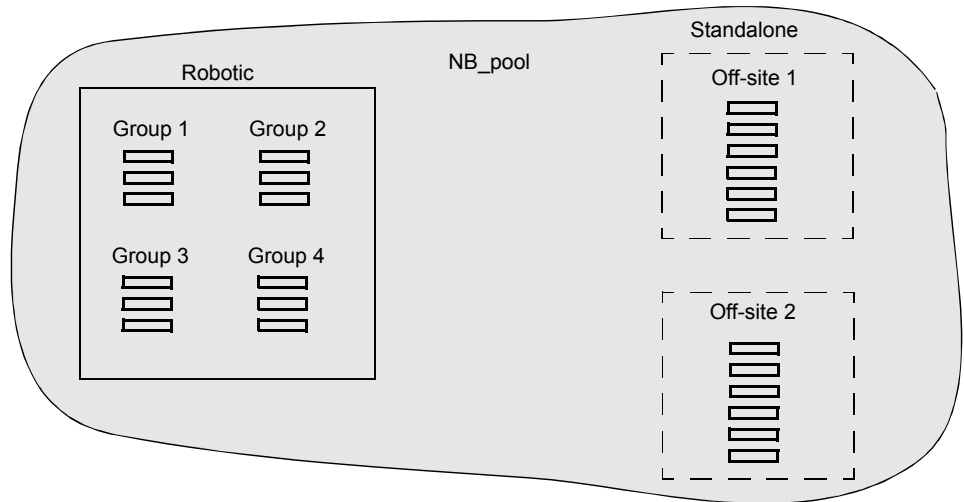 Standalone
NB_pool
Robotic
Off-site 1
Group 1
Group 2
Group 3
Group 4
Off-site 2